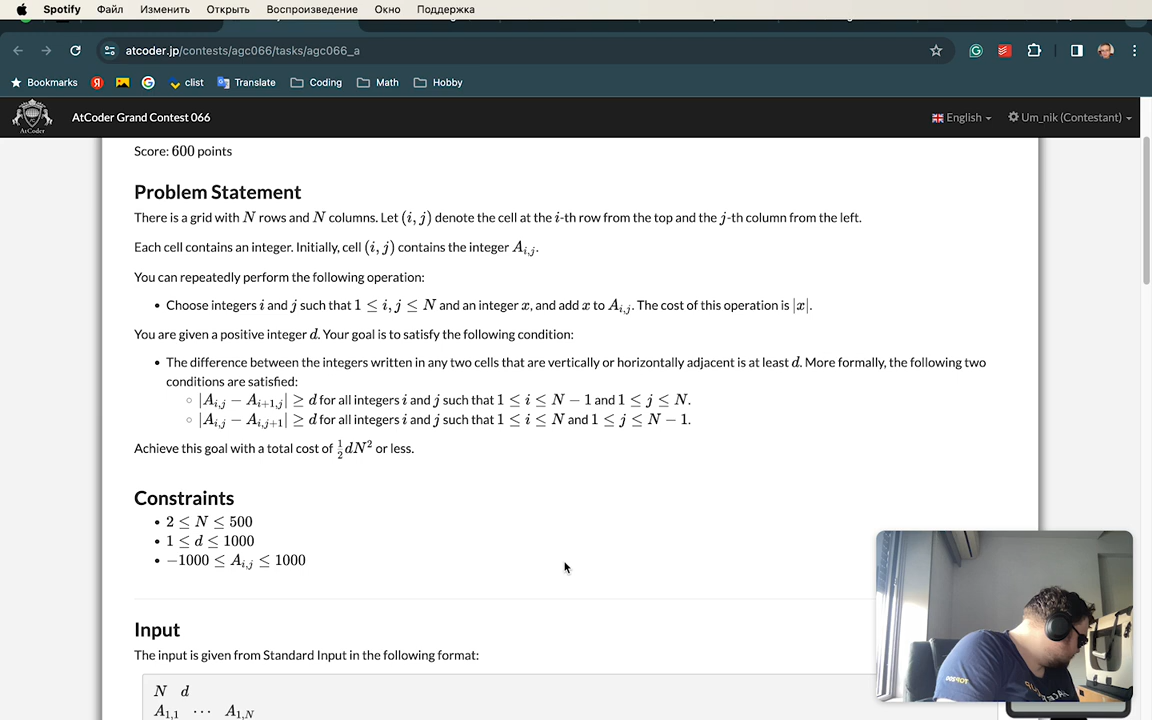 Spotify Файл Изменить Открыть Воспроизведение Окно Поддержка
atcoder.jp/contests/agc066/tasks/agc066_a
Bookmarks Я G clist Translate Coding Math Hobby
AtCoder AtCoder Grand Contest 066 English Um_nik (Contestant)
Score: 600 points
Problem Statement
There is a grid with N rows and N columns. Let (i, j) denote the cell at the i-th row from the top and the j-th column from the left.
Each cell contains an integer. Initially, cell (i, j) contains the integer A_{i,j}.
You can repeatedly perform the following operation:
• Choose integers i and j such that 1 ≤ i, j ≤ N and an integer x, and add x to A_{i,j}. The cost of this operation is |x|.
You are given a positive integer d. Your goal is to satisfy the following condition:
• The difference between the integers written in any two cells that are vertically or horizontally adjacent is at least d. More formally, the following two
conditions are satisfied:
◦ |A_{i,j} − A_{i+1,j}| ≥ d for all integers i and j such that 1 ≤ i ≤ N − 1 and 1 ≤ j ≤ N.
◦ |A_{i,j} − A_{i,j+1}| ≥ d for all integers i and j such that 1 ≤ i ≤ N and 1 ≤ j ≤ N − 1.
Achieve this goal with a total cost of 1/2 dN² or less.
Constraints
• 2 ≤ N ≤ 500
• 1 ≤ d ≤ 1000
• −1000 ≤ A_{i,j} ≤ 1000
Input
The input is given from Standard Input in the following format:
N d
A_{1,1} ⋯ A_{1,N}